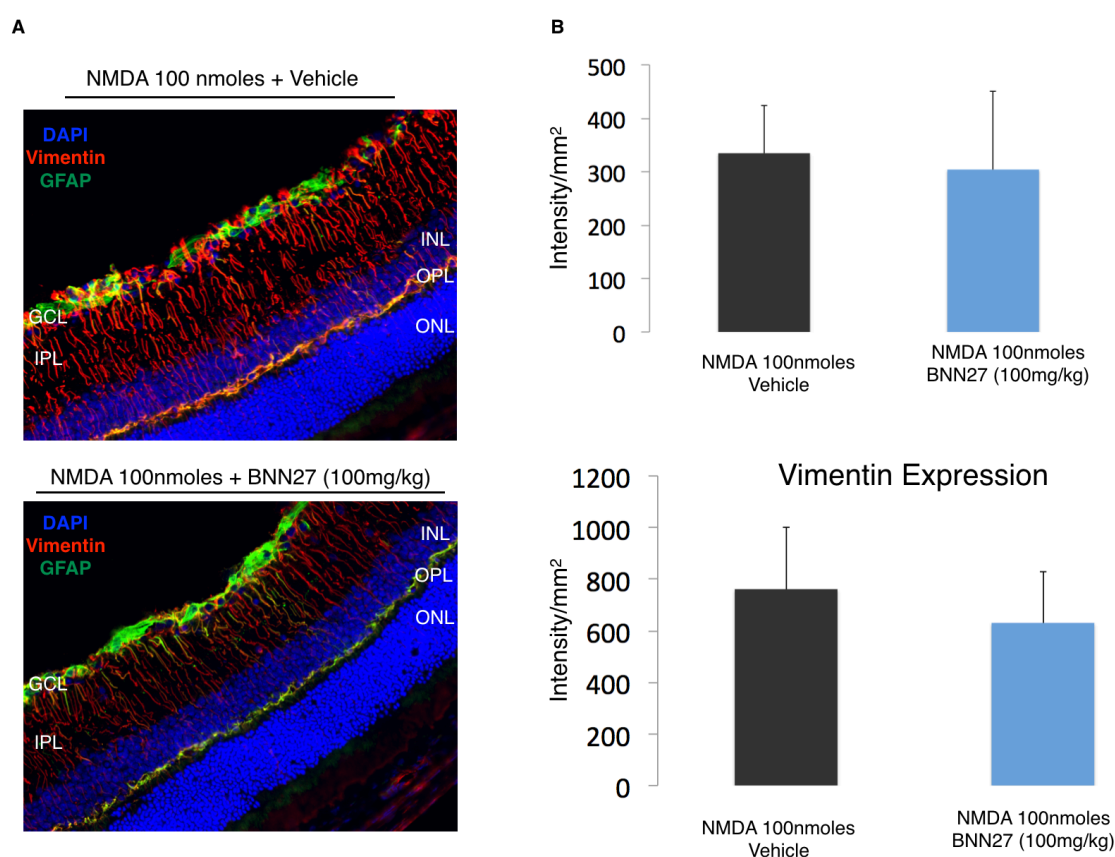 A
NMDA 100 nmoles + Vehicle
DAPI
Vimentin
GFAP
INL
OPL
GCL
ONL
IPL
NMDA 100nmoles + BNN27 (100mg/kg)
DAPI
Vimentin
GFAP
INL
OPL
ONL
GCL
IPL
B
500
400
300
200
100
0
Intensity/mm2
NMDA 100nmoles
Vehicle
NMDA 100nmoles
BNN27 (100mg/kg)
Vimentin Expression
1200
1000
800
600
400
200
0
Intensity/mm2
NMDA 100nmoles
Vehicle
NMDA 100nmoles
BNN27 (100mg/kg)